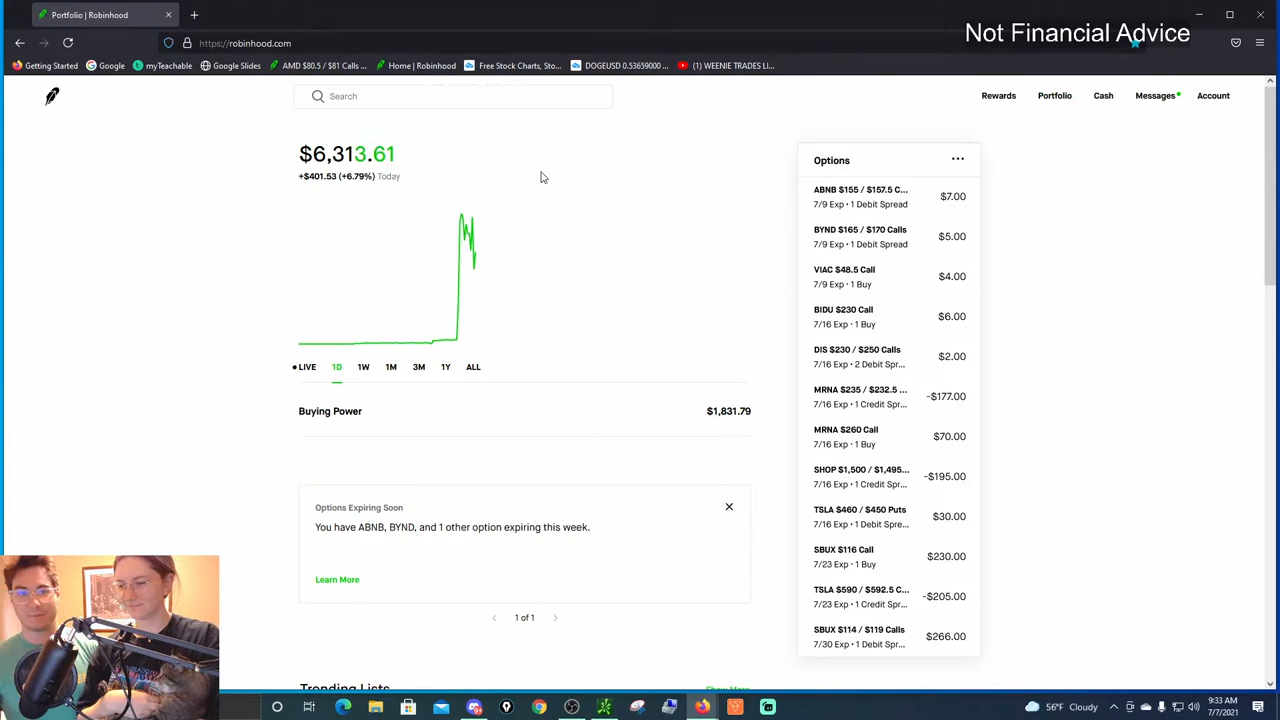 Portfolio | Robinhood
Not Financial Advice
https://robinhood.com
Getting Started
Google
myTeachable
Google Slides
AMD $80.5 / $81 Calls ...
Home | Robinhood
Free Stock Charts, Sto...
DOGEUSD 0.53659000 ...
WEENIE TRADES LI...
Search
Rewards
Portfolio
Cash
Messages
Account
$6,313.61
+$401.53 (+6.79%) Today
LIVE
1D
1W
1M
3M
1Y
ALL
Buying Power
$1,831.79
Options Expiring Soon
You have ABNB, BYND, and 1 other option expiring this week.
Learn More
1 of 1
Trending Lists
Show More
Options
ABNB $155 / $157.5 C...
7/9 Exp • 1 Debit Spread
$7.00
BYND $165 / $170 Calls
7/9 Exp • 1 Debit Spread
$5.00
VIAC $48.5 Call
7/9 Exp • 1 Buy
$4.00
BIDU $230 Call
7/16 Exp • 1 Buy
$6.00
DIS $230 / $250 Calls
7/16 Exp • 2 Debit Spr...
$2.00
MRNA $235 / $232.5 ...
7/16 Exp • 1 Credit Spr...
-$177.00
MRNA $260 Call
7/16 Exp • 1 Buy
$70.00
SHOP $1,500 / $1,495...
7/16 Exp • 1 Credit Spr...
-$195.00
TSLA $460 / $450 Puts
7/16 Exp • 1 Debit Spre...
$30.00
SBUX $116 Call
7/23 Exp • 1 Buy
$230.00
TSLA $590 / $592.5 C...
7/23 Exp • 1 Credit Spr...
-$205.00
SBUX $114 / $119 Calls
7/30 Exp • 1 Debit Spr...
$266.00
56°F Cloudy
9:33 AM
7/7/2021